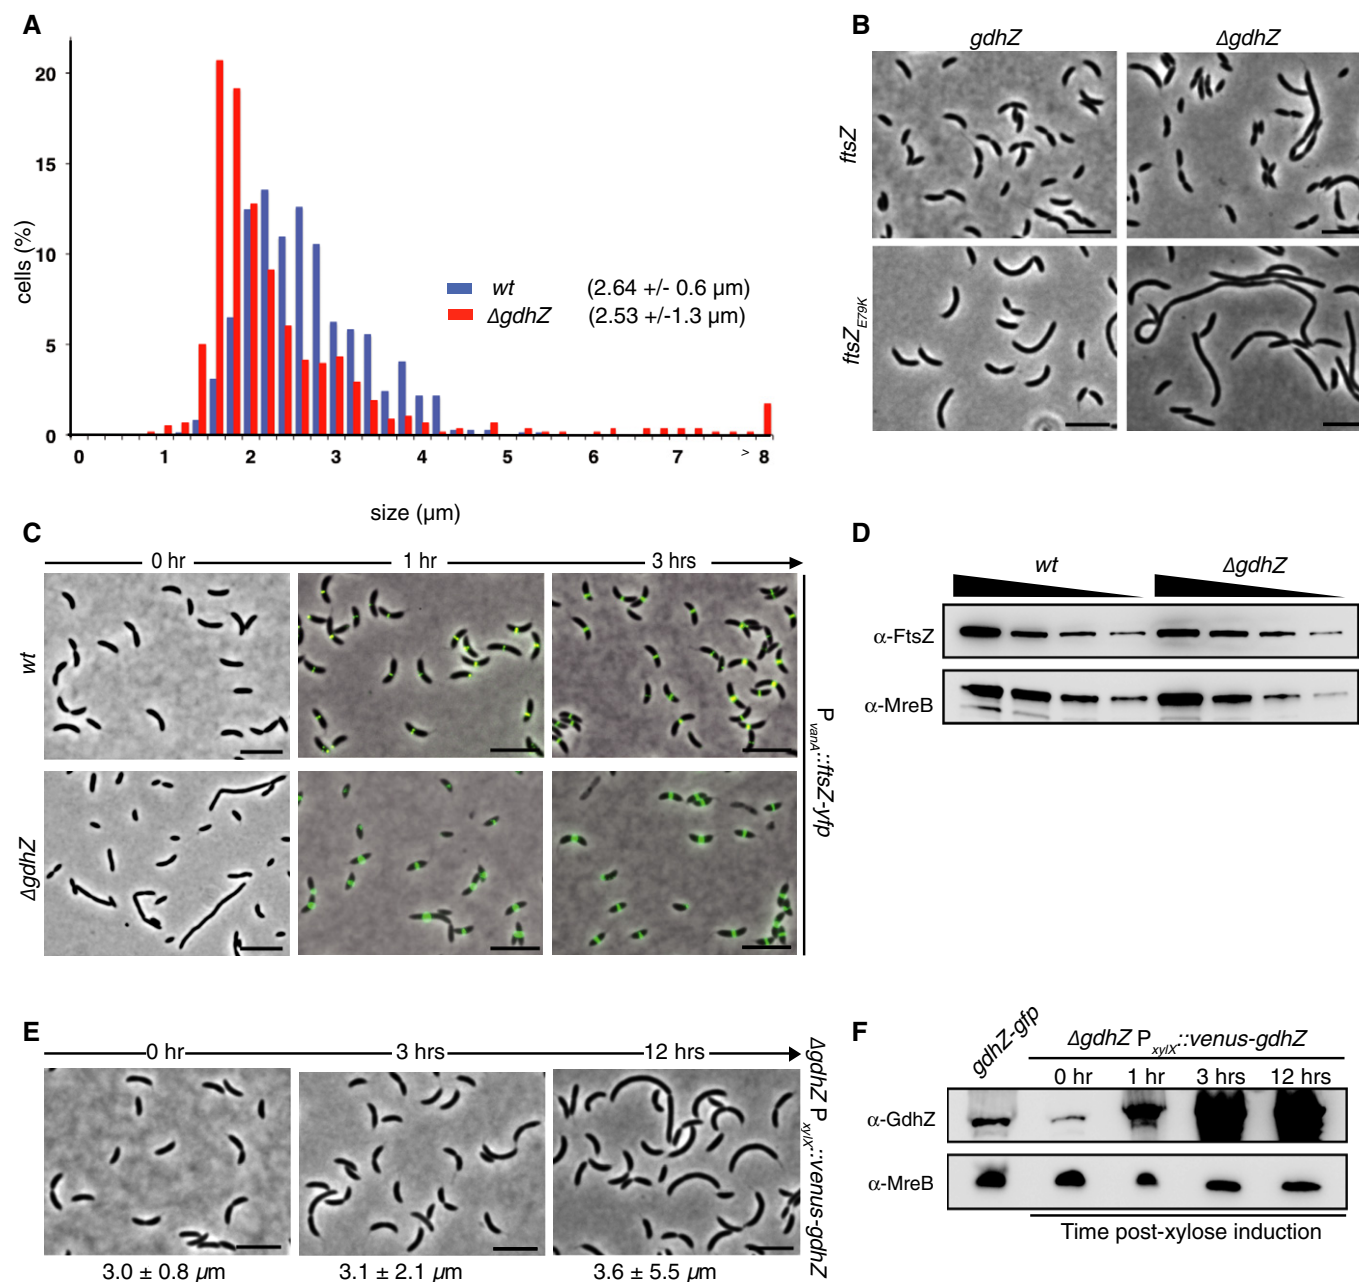 A
20
15
10
5
0
cells (%)
wt (2.64 +/- 0.6 µm)
ΔgdhZ (2.53 +/-1.3 µm)
0 1 2 3 4 5 6 7 > 8
size (µm)
B
gdhZ ΔgdhZ
ftsZ
ftsZE79K
C
0 hr 1 hr 3 hrs
wt
ΔgdhZ
PvanA::ftsZ-yfp
D
wt ΔgdhZ
α-FtsZ
α-MreB
E
0 hr 3 hrs 12 hrs
ΔgdhZ PxylX::venus-gdhZ
3.0 ± 0.8 µm 3.1 ± 2.1 µm 3.6 ± 5.5 µm
F
gdhZ-gfp
ΔgdhZ PxylX::venus-gdhZ
0 hr 1 hr 3 hrs 12 hrs
α-GdhZ
α-MreB
Time post-xylose induction